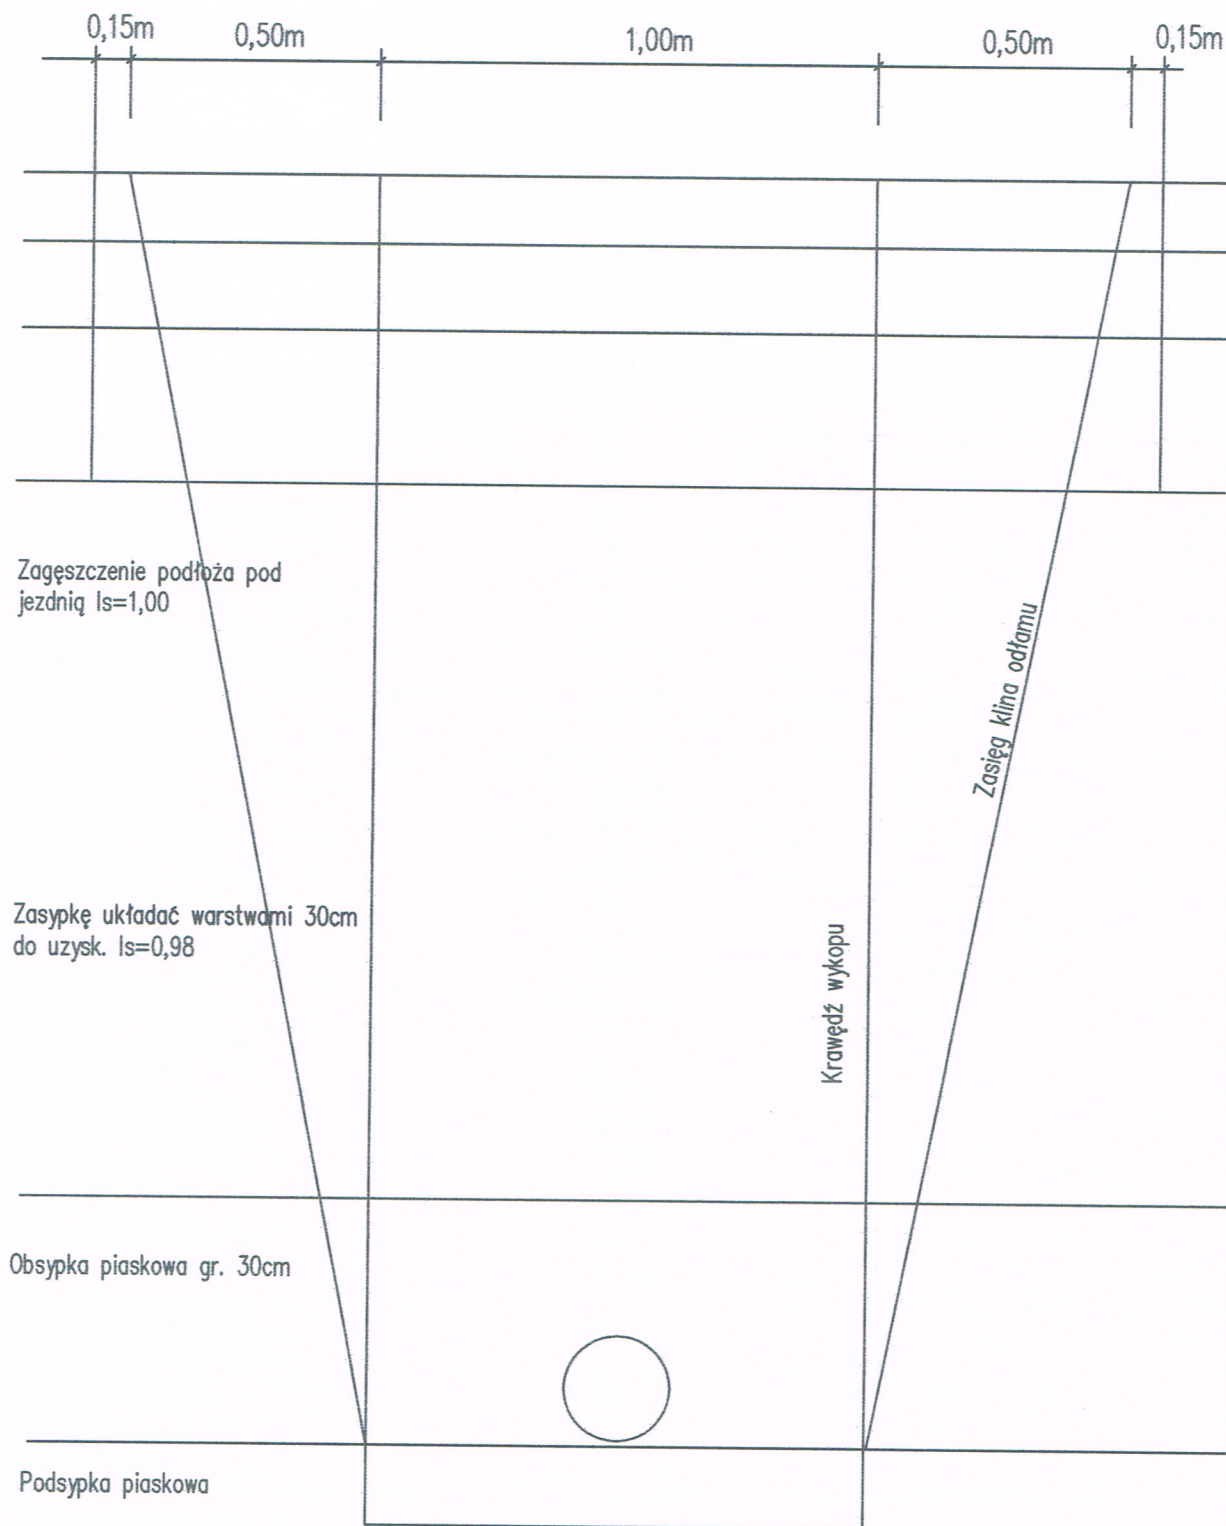 0,15m 0,50m 1,00m 0,50m 0,15m
Zagęszczenie podłoża pod
jezdnią Is=1,00
Zasięg klina odłamu
Zasypkę układać warstwami 30cm
do uzysk. Is=0,98
Krawędź wykopu
Obsypka piaskowa gr. 30cm
Podsypka piaskowa